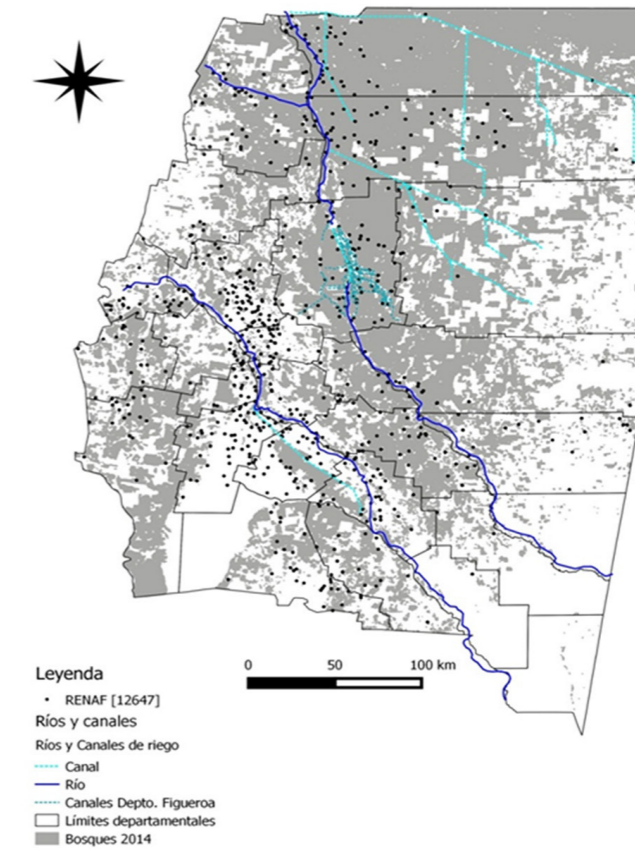 0 50 100 km
Leyenda
RENAF [12647]
Ríos y canales
Ríos y Canales de riego
Canal
Río
Canales Depto. Figueroa
Límites departamentales
Bosques 2014